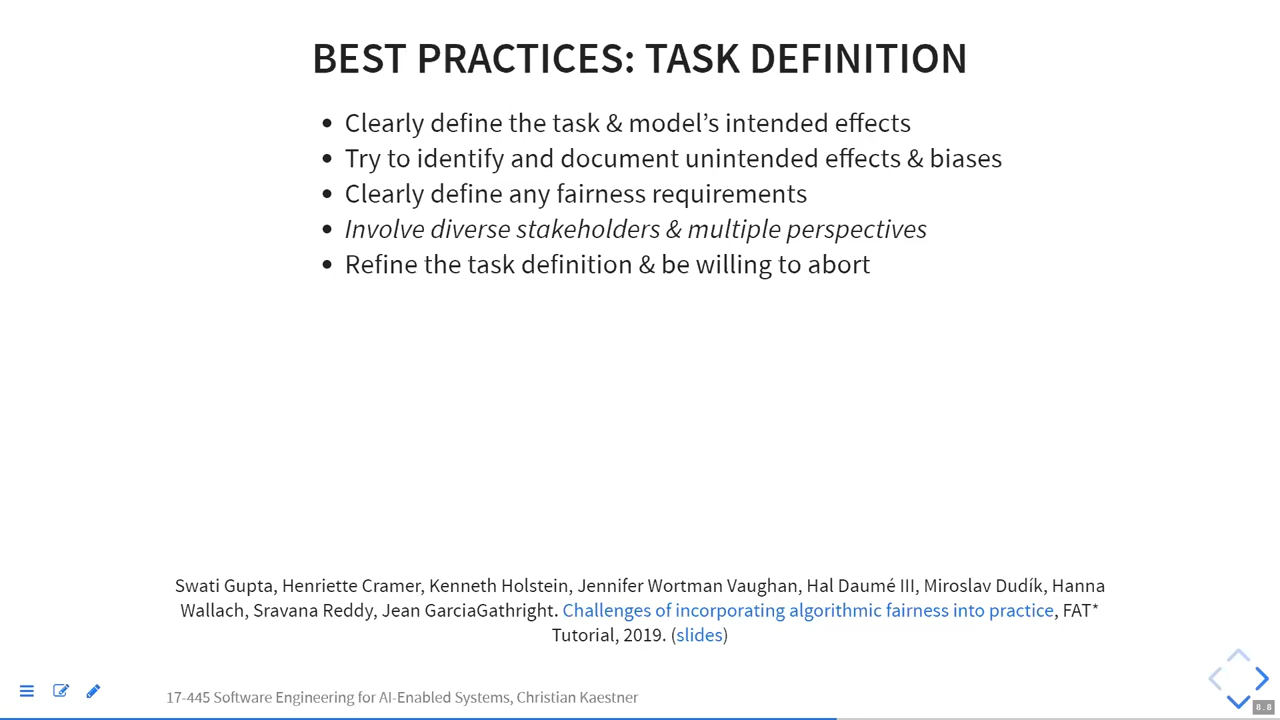 BEST PRACTICES: TASK DEFINITION
• Clearly define the task & model’s intended effects
• Try to identify and document unintended effects & biases
• Clearly define any fairness requirements
• Involve diverse stakeholders & multiple perspectives
• Refine the task definition & be willing to abort
Swati Gupta, Henriette Cramer, Kenneth Holstein, Jennifer Wortman Vaughan, Hal Daumé III, Miroslav Dudík, Hanna
Wallach, Sravana Reddy, Jean GarciaGathright. Challenges of incorporating algorithmic fairness into practice, FAT*
Tutorial, 2019. (slides)
17-445 Software Engineering for AI-Enabled Systems, Christian Kaestner
8.8